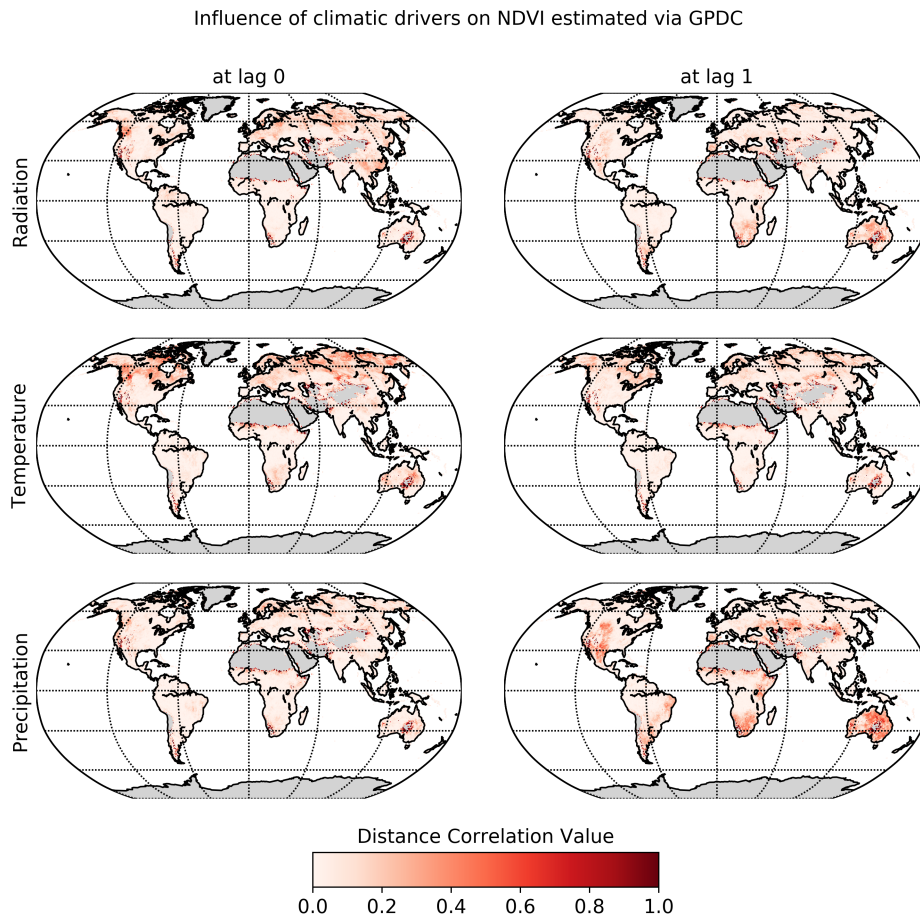 Influence of climatic drivers on NDVI estimated via GPDC
at lag 0
at lag 1
Radiation
Temperature
Precipitation
Distance Correlation Value
0.0 0.2 0.4 0.6 0.8 1.0